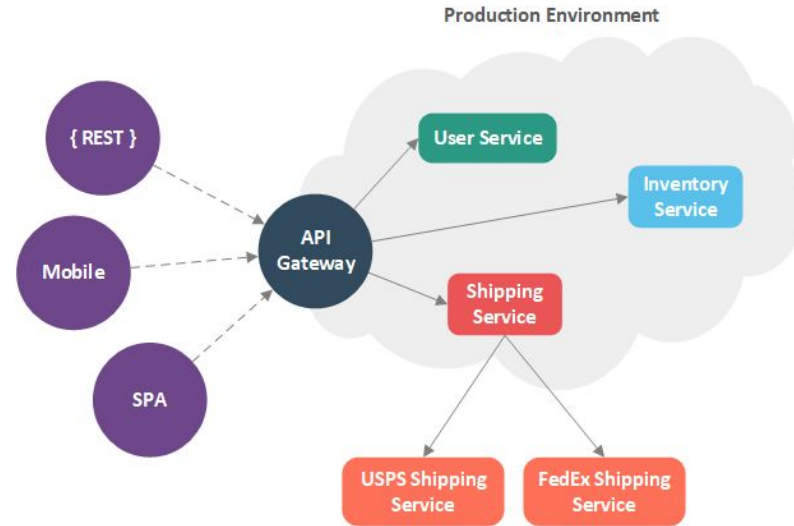 Production Environment
{ REST }
User Service
Inventory
Service
API
Gateway
Mobile
Shipping
Service
SPA
USPS Shipping
Service
FedEx Shipping
Service